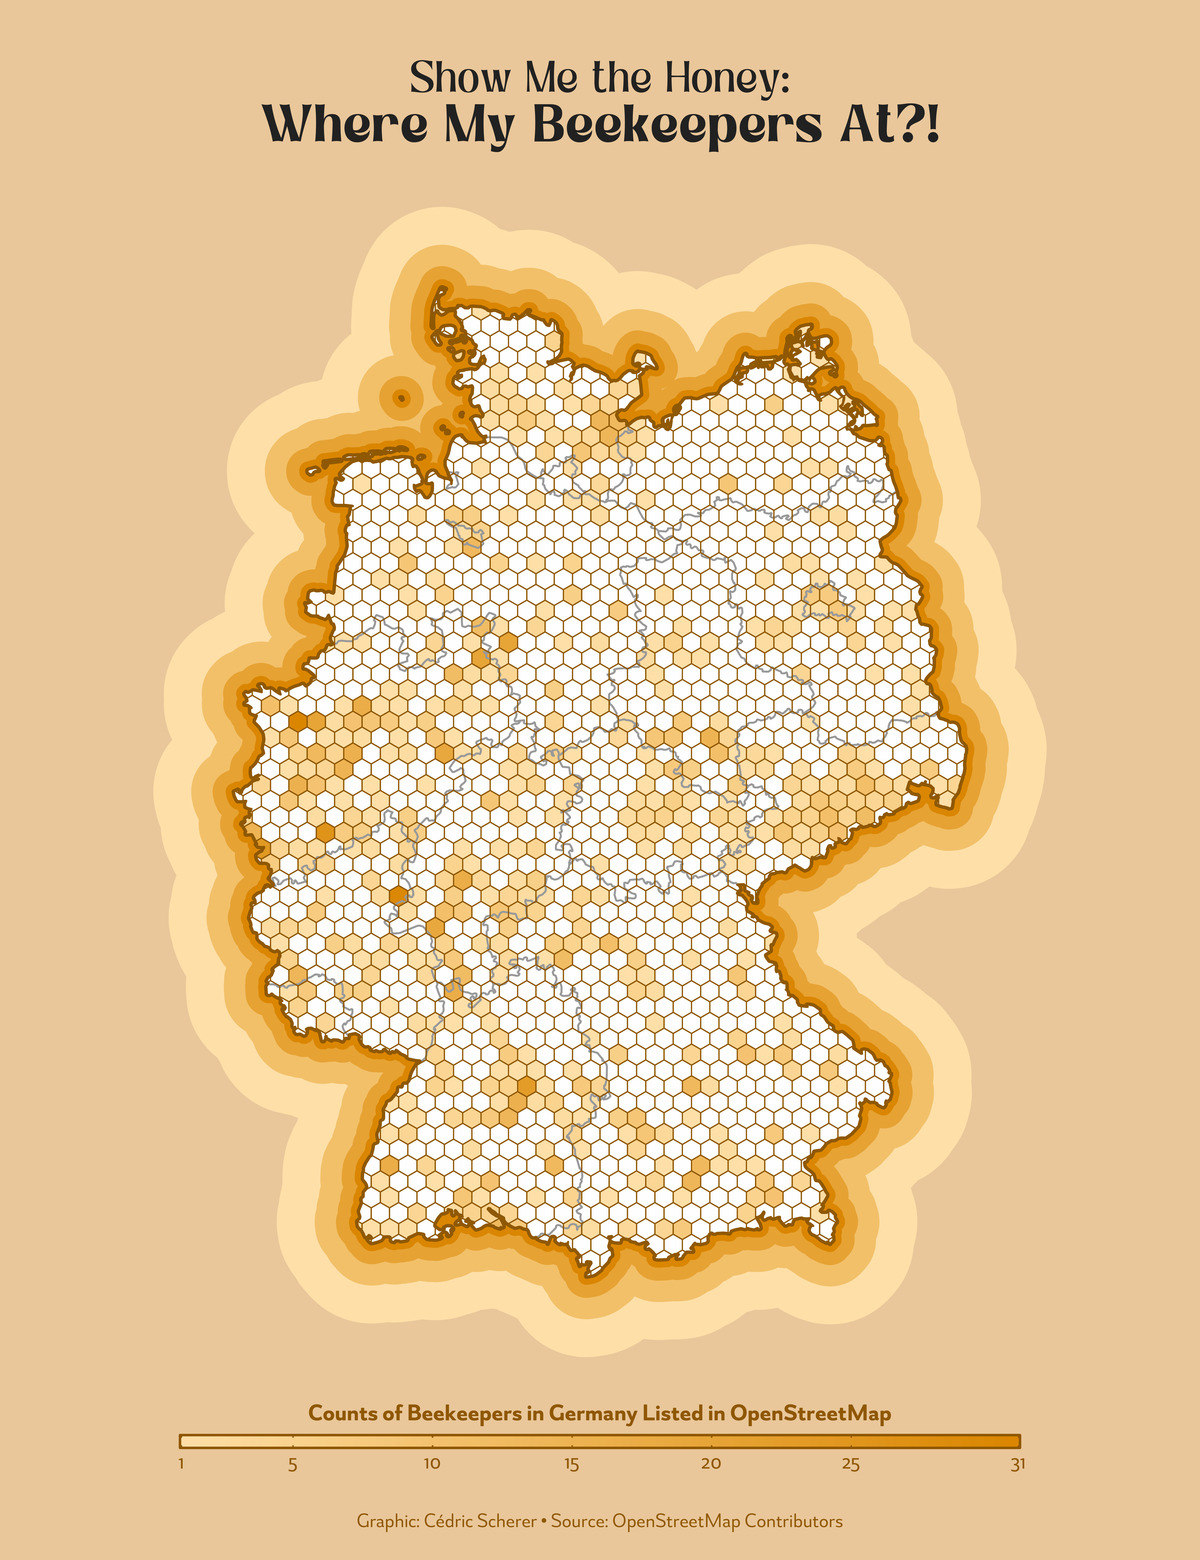 Show Me the Honey:
Where My Beekeepers At?!
Counts of Beekeepers in Germany Listed in OpenStreetMap
1 5 10 15 20 25 31
Graphic: Cédric Scherer • Source: OpenStreetMap Contributors